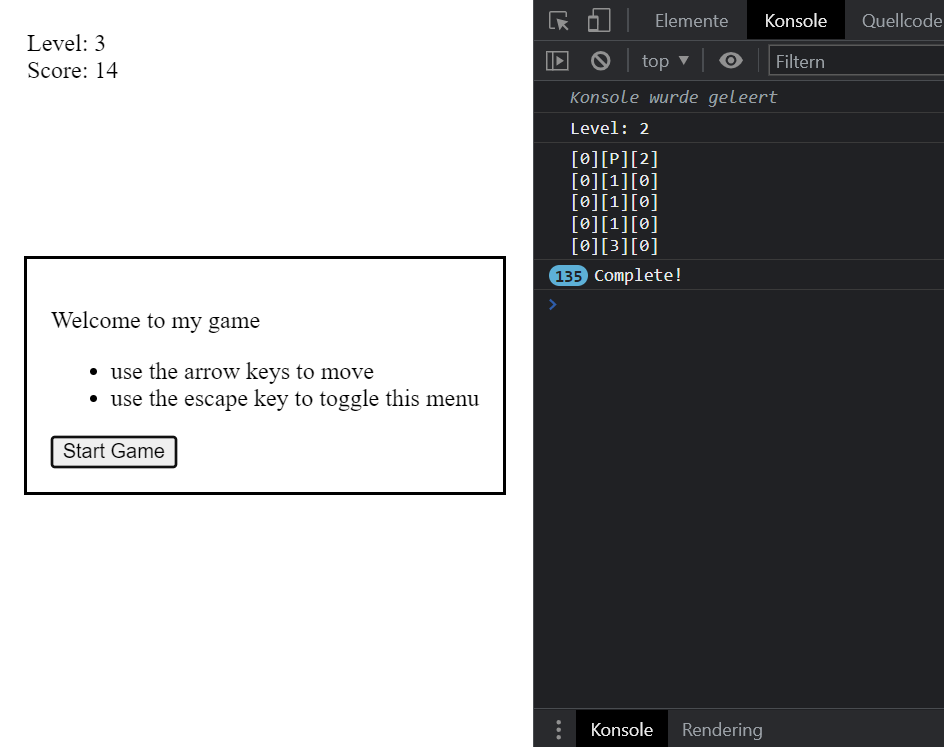 Level: 3
Score: 14
Welcome to my game
use the arrow keys to move
use the escape key to toggle this menu
Start Game
Elemente Konsole Quellcode
top ▼ Filtern
Konsole wurde geleert
Level: 2
[0][P][2]
[0][1][0]
[0][1][0]
[0][1][0]
[0][3][0]
135 Complete!
Konsole Rendering